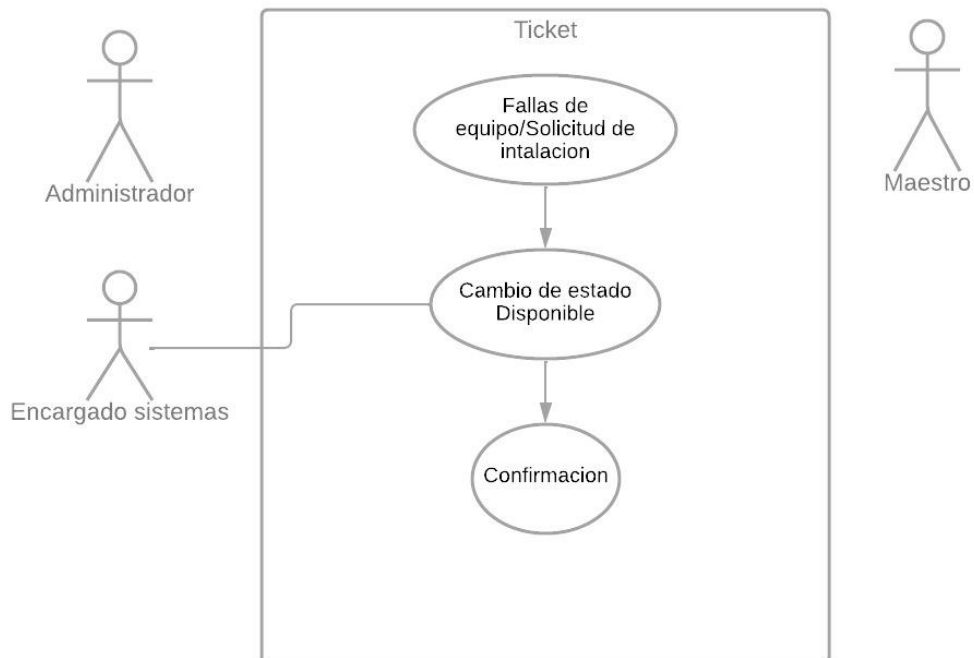 Ticket
Fallas de
equipo/Solicitud de
intalacion
Administrador
Maestro
Cambio de estado
Disponible
Encargado sistemas
Confirmacion